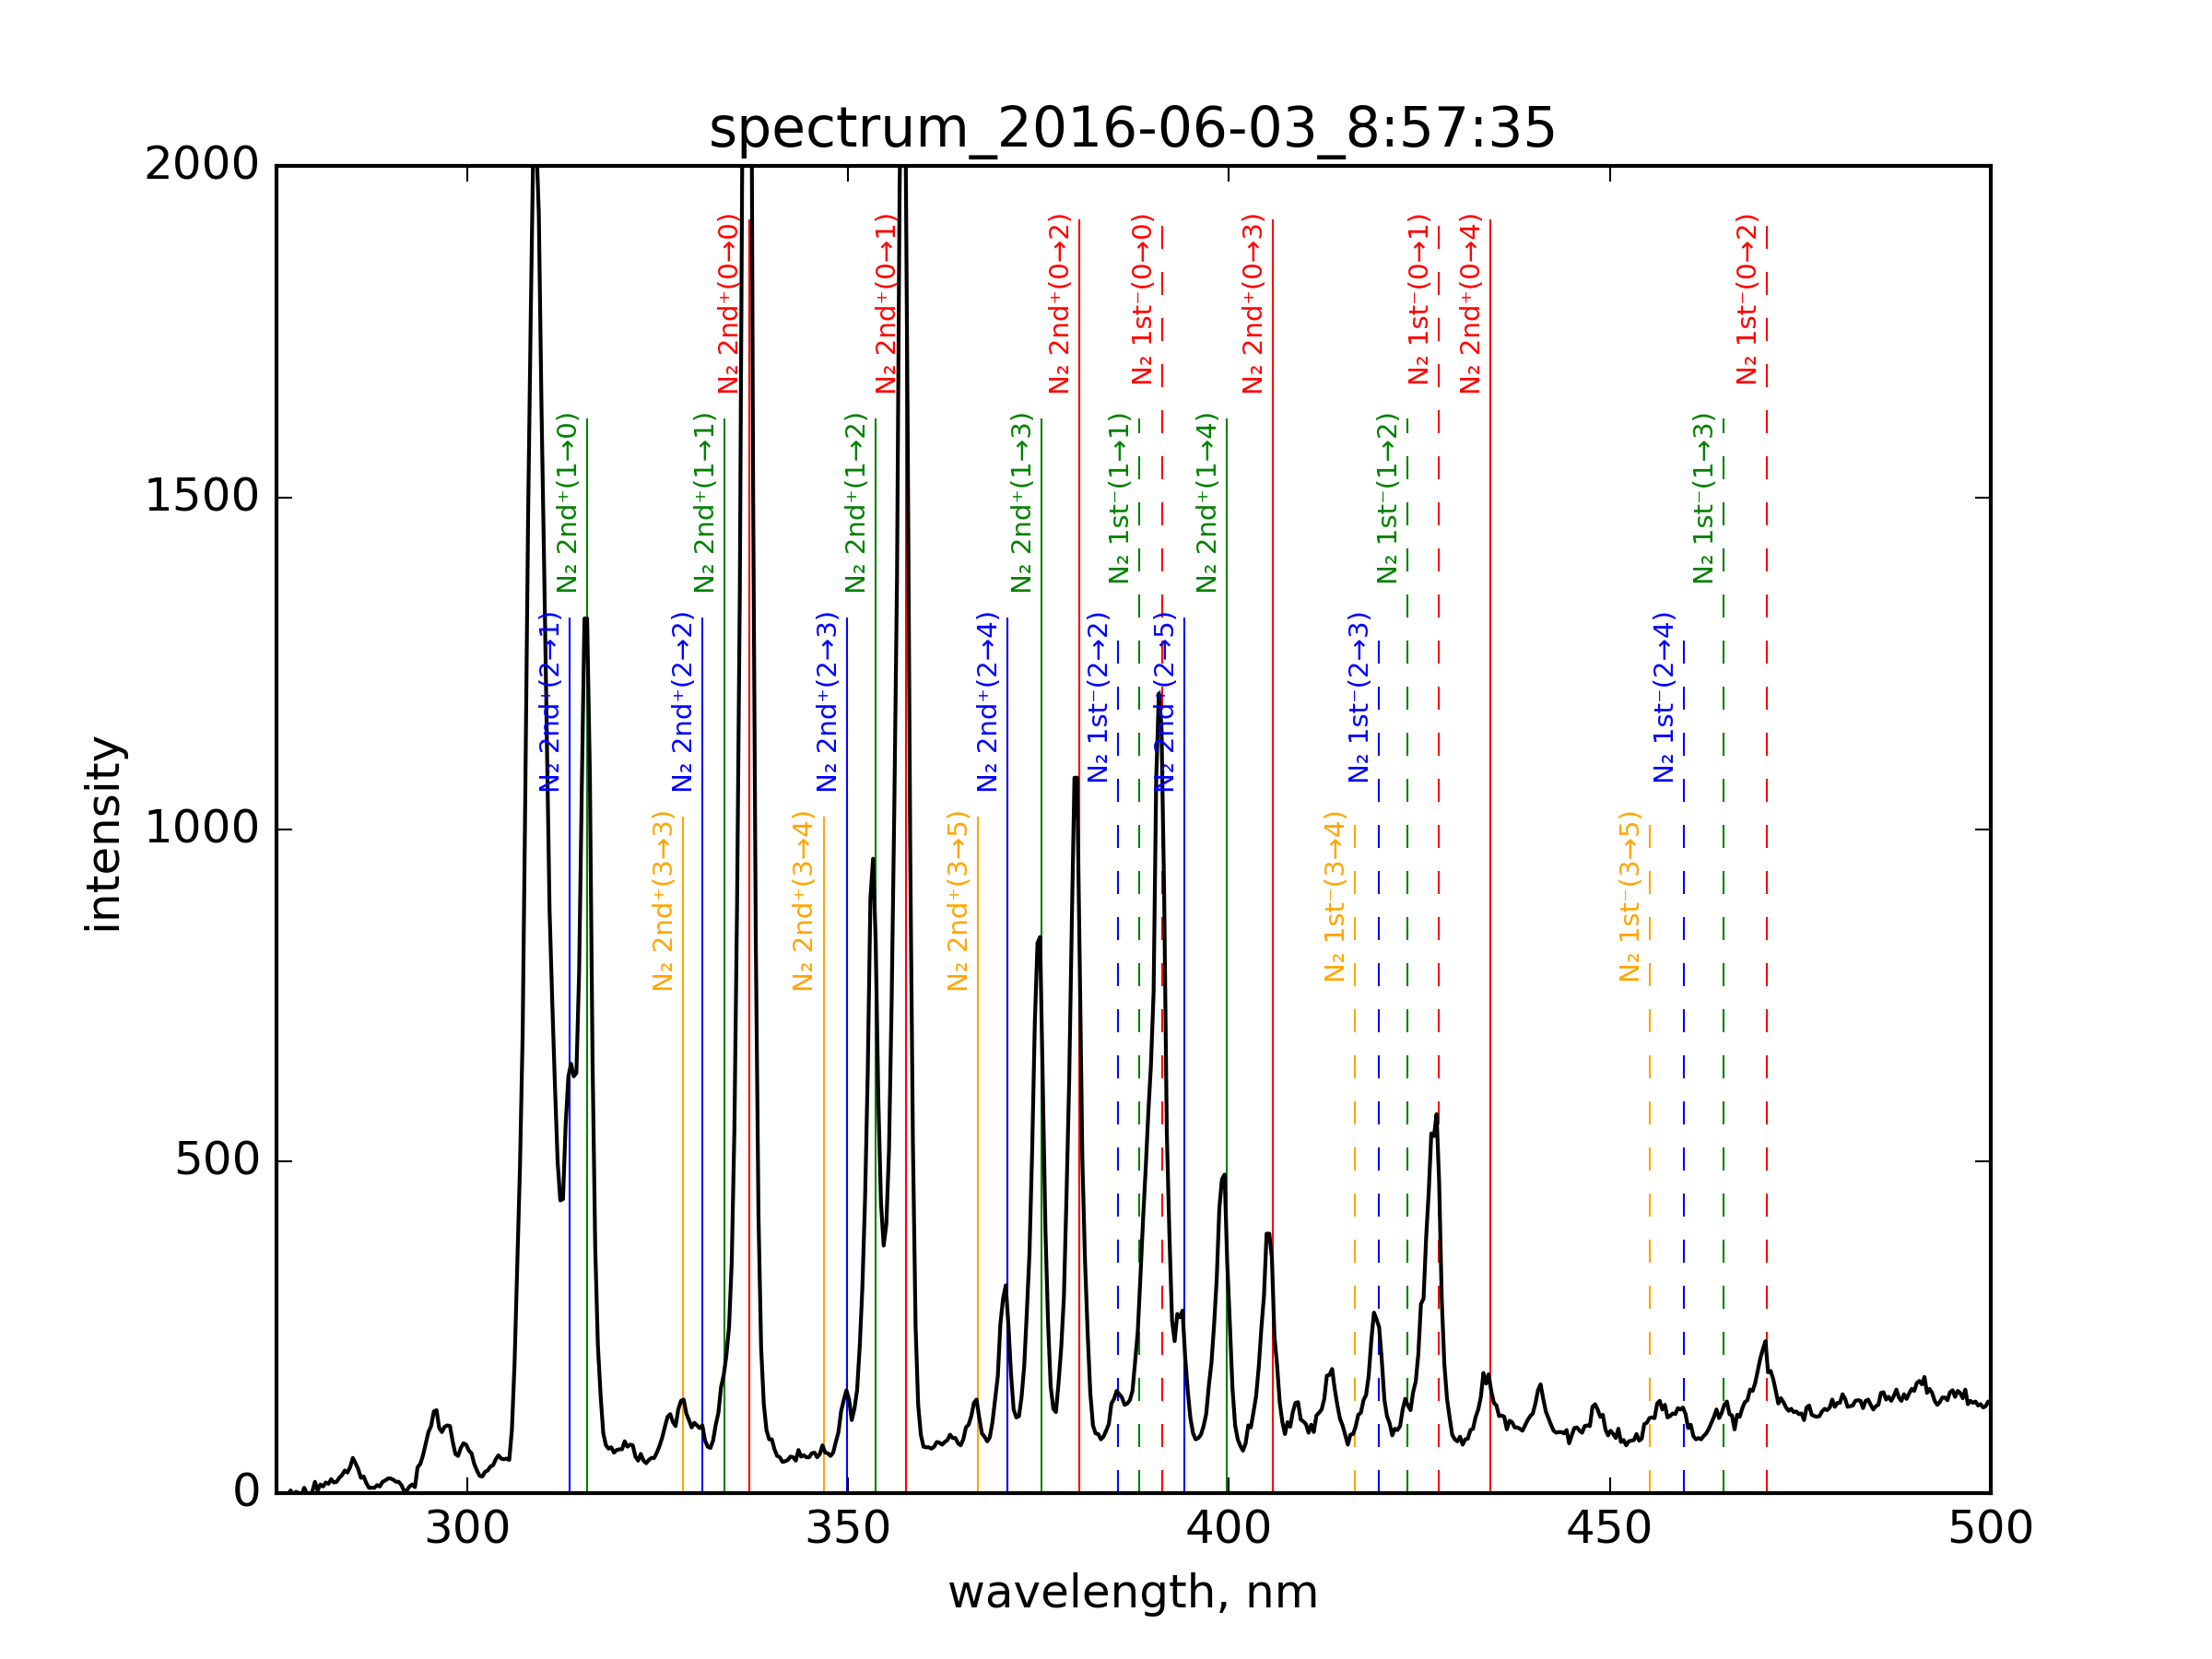 spectrum_2016-06-03_8:57:35
2000
1500
1000
500
0
intensity
N₂ 2nd⁺(0→0)
N₂ 2nd⁺(0→1)
N₂ 2nd⁺(0→2)
N₂ 1st⁻(0→0)
N₂ 2nd⁺(0→3)
N₂ 1st⁻(0→1)
N₂ 2nd⁺(0→4)
N₂ 1st⁻(0→2)
N₂ 2nd⁺(1→0)
N₂ 2nd⁺(1→1)
N₂ 2nd⁺(1→2)
N₂ 2nd⁺(1→3)
N₂ 1st⁻(1→1)
N₂ 2nd⁺(1→4)
N₂ 1st⁻(1→2)
N₂ 1st⁻(1→3)
N₂ 2nd⁺(2→1)
N₂ 2nd⁺(2→2)
N₂ 2nd⁺(2→3)
N₂ 2nd⁺(2→4)
N₂ 1st⁻(2→2)
N₂ 2nd⁺(2→5)
N₂ 1st⁻(2→3)
N₂ 1st⁻(2→4)
N₂ 2nd⁺(3→3)
N₂ 2nd⁺(3→4)
N₂ 2nd⁺(3→5)
N₂ 1st⁻(3→4)
N₂ 1st⁻(3→5)
300
350
400
450
500
wavelength, nm